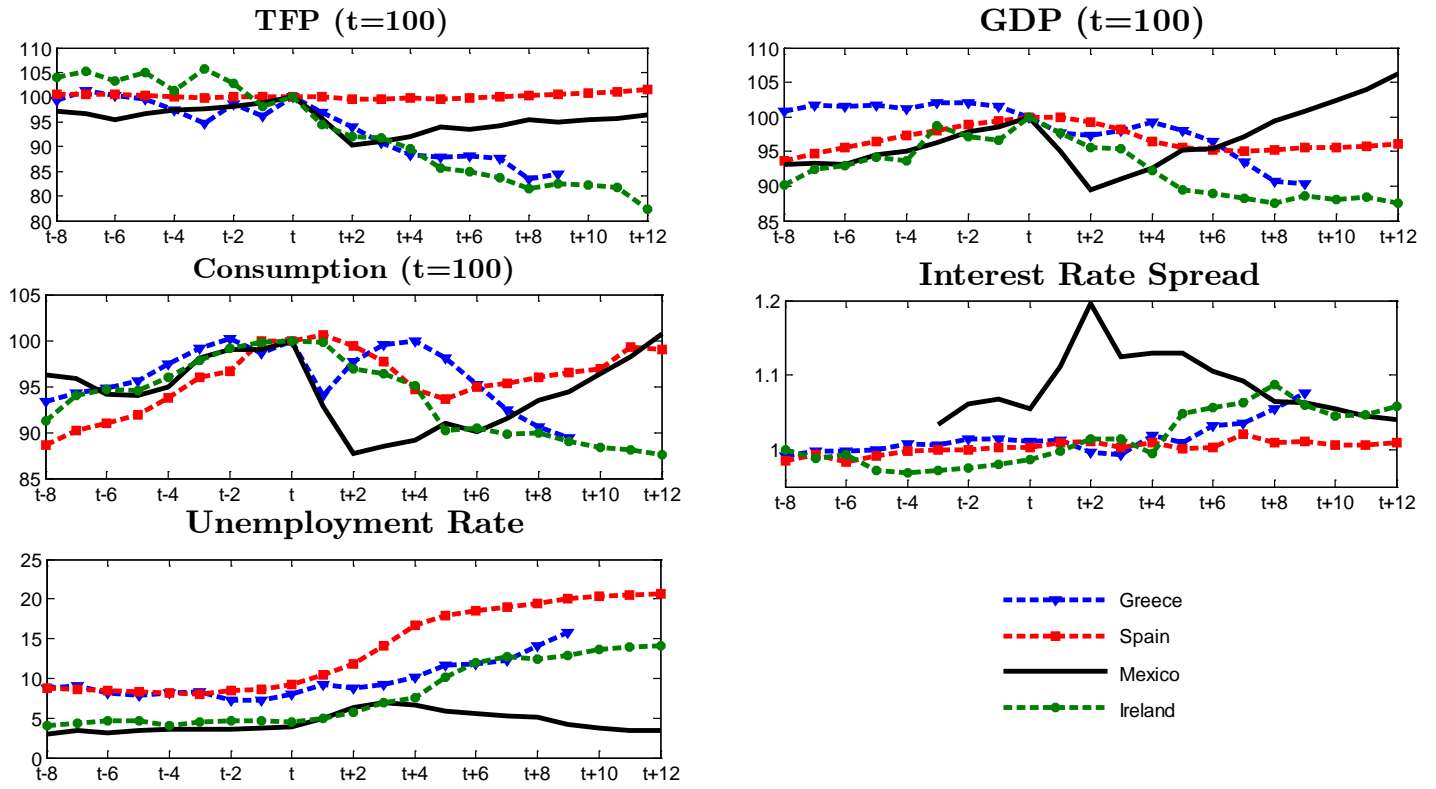 TFP (t=100)
110
105
100
95
90
85
80
80
t-8 t-6 t-4 t-2 t t+2 t+4 t+6 t+8 t+10 t+12
GDP (t=100)
110
105
100
95
90
85
t-8 t-6 t-4 t-2 t t+2 t+4 t+6 t+8 t+10 t+12
Consumption (t=100)
105
100
95
90
85
t-8 t-6 t-4 t-2 t t+2 t+4 t+6 t+8 t+10 t+12
Interest Rate Spread
1.2
1.1
1
t-8 t-6 t-4 t-2 t t+2 t+4 t+6 t+8 t+10 t+12
Unemployment Rate
25
20
15
10
5
0
t-8 t-6 t-4 t-2 t t+2 t+4 t+6 t+8 t+10 t+12
Greece
Spain
Mexico
Ireland